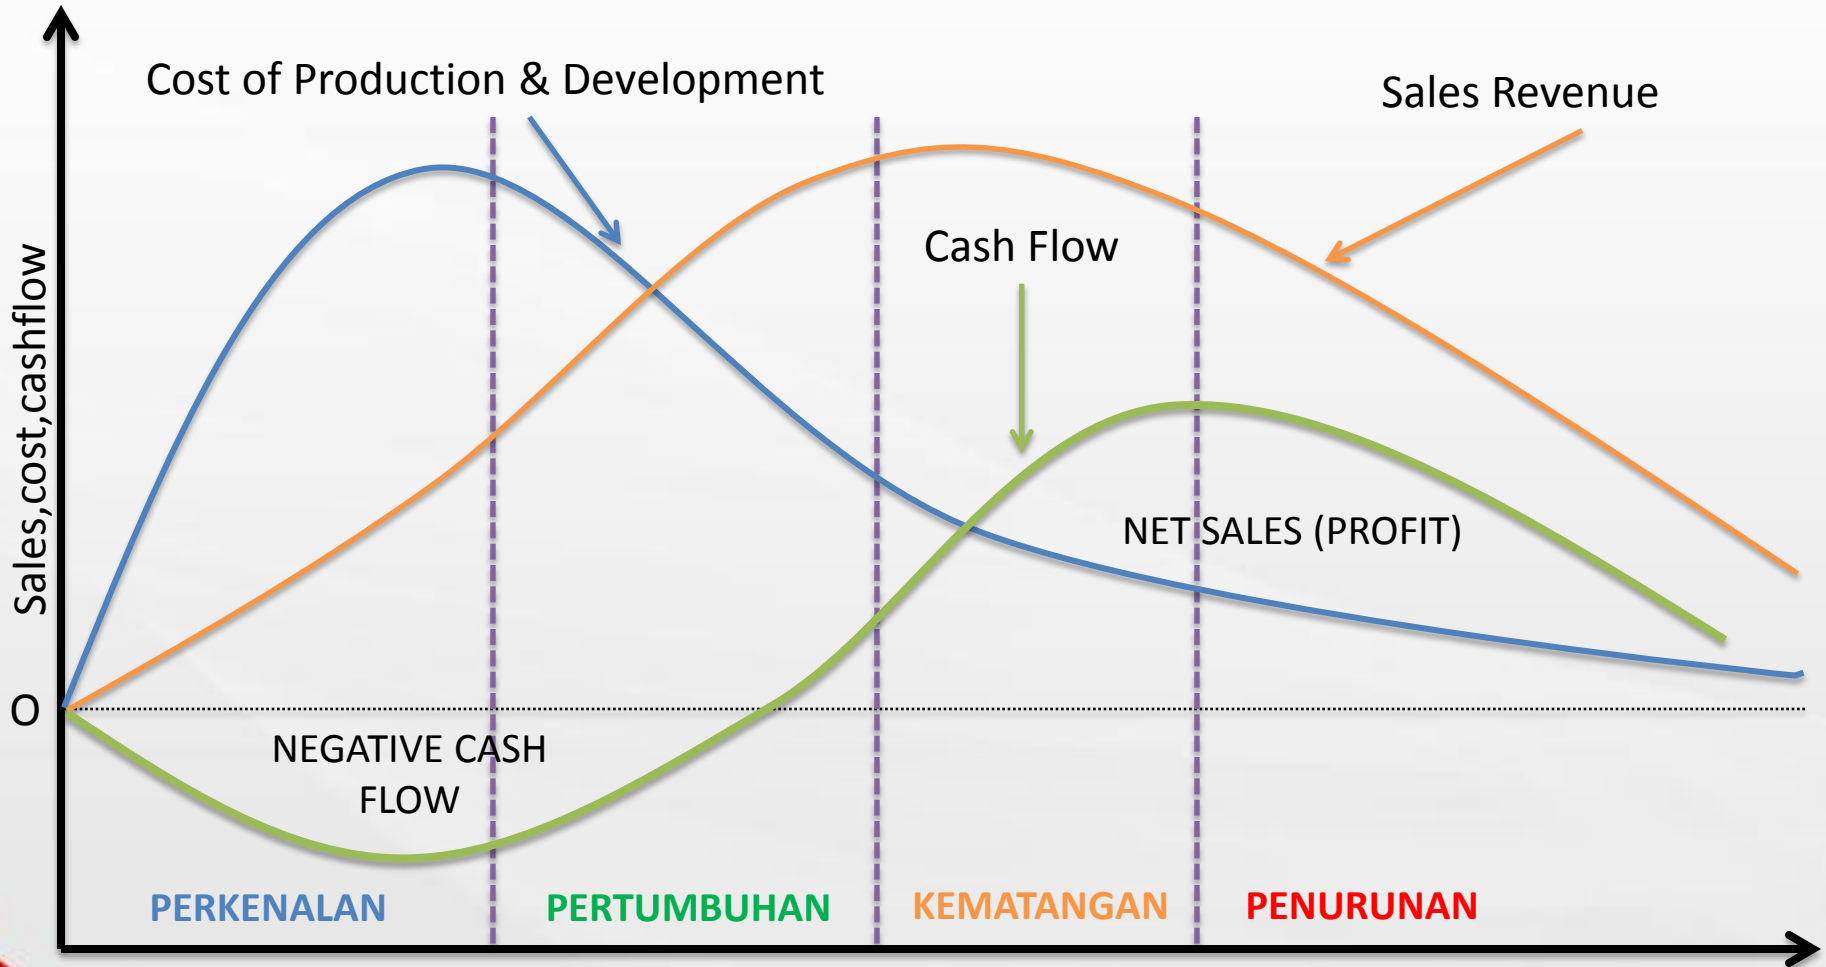 Cost of Production & Development
Sales Revenue
Cash Flow
Sales,cost,cashflow
NET SALES (PROFIT)
O
NEGATIVE CASH
FLOW
PERKENALAN
PERTUMBUHAN
KEMATANGAN
PENURUNAN